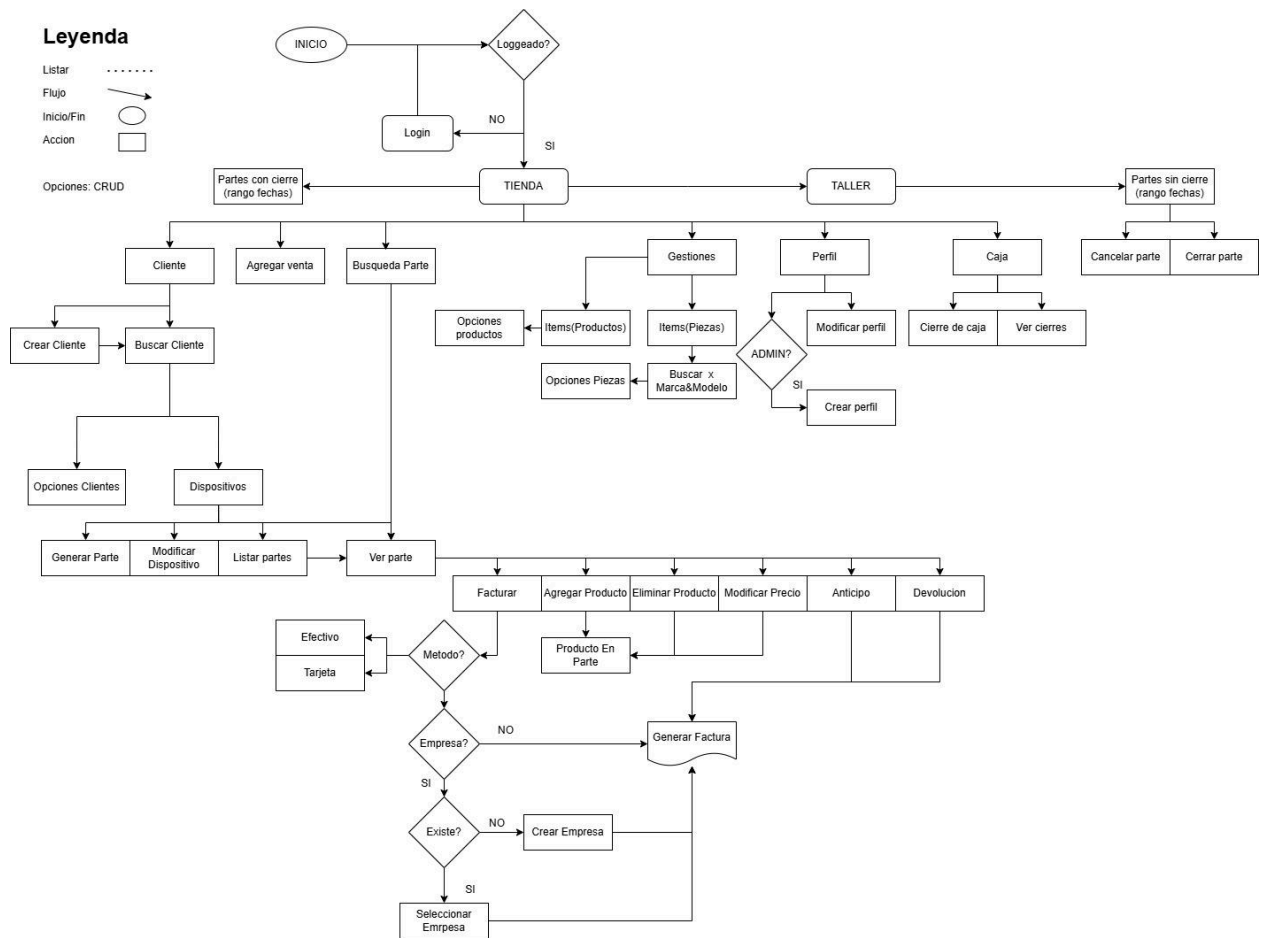 Leyenda
Listar
Flujo
Inicio/Fin
Accion
Opciones: CRUD
INICIO
Loggeado?
NO
Login
SI
Partes con cierre
(rango fechas)
TIENDA
TALLER
Partes sin cierre
(rango fechas)
Cliente
Agregar venta
Busqueda Parte
Gestiones
Perfil
Caja
Cancelar parte
Cerrar parte
Crear Cliente
Buscar Cliente
Opciones
productos
Items(Productos)
Items(Piezas)
Modificar perfil
Cierre de caja
Ver cierres
ADMIN?
Opciones Piezas
Buscar x
Marca&Modelo
SI
Crear perfil
Opciones Clientes
Dispositivos
Generar Parte
Modificar
Dispositivo
Listar partes
Ver parte
Facturar
Agregar Producto
Eliminar Producto
Modificar Precio
Anticipo
Devolucion
Efectivo
Tarjeta
Metodo?
Producto En
Parte
Empresa?
NO
Generar Factura
SI
Existe?
NO
Crear Empresa
SI
Seleccionar
Emrpesa